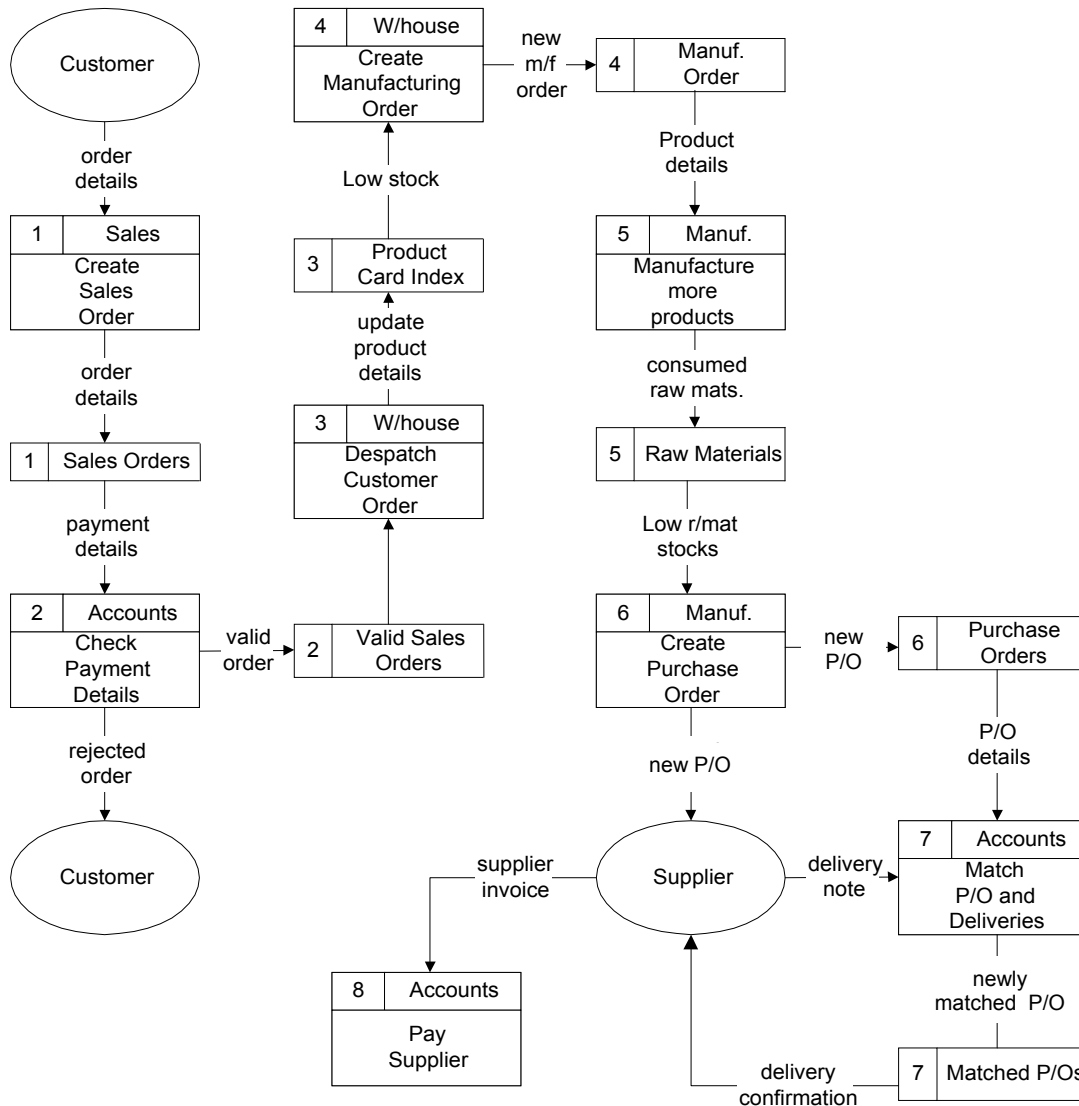 Customer
order
details
1 Sales
Create
Sales
Order
order
details
1 Sales Orders
payment
details
2 Accounts
Check
Payment
Details
valid
order
rejected
order
Customer
2 Valid Sales
Orders
3 W/house
Despatch
Customer
Order
update
product
details
3 Product
Card Index
Low stock
4 W/house
Create
Manufacturing
Order
new
m/f
order
4 Manuf.
Order
Product
details
5 Manuf.
Manufacture
more
products
consumed
raw mats.
5 Raw Materials
Low r/mat
stocks
6 Manuf.
Create
Purchase
Order
new
P/O
6 Purchase
Orders
new P/O
P/O
details
Supplier
supplier
invoice
delivery
note
7 Accounts
Match
P/O and
Deliveries
8 Accounts
Pay
Supplier
newly
matched P/O
7 Matched P/Os
delivery
confirmation